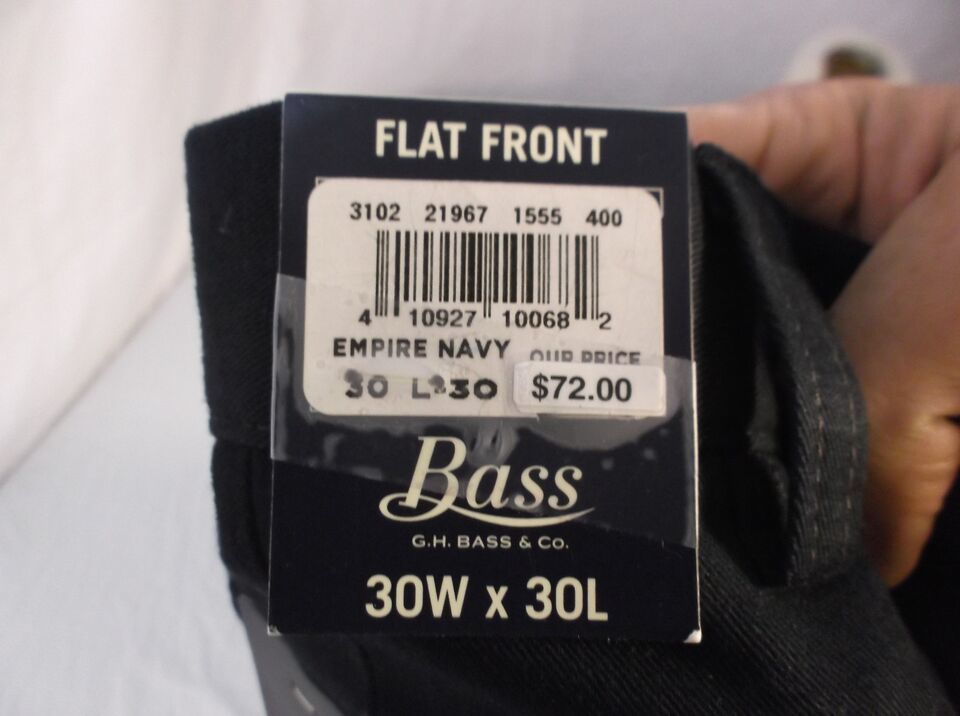 FLAT FRONT
3102 21967 1555 400
4 10927 10068 2
EMPIRE NAVY OUR PRICE
30 L 30 $72.00
Bass
G.H. BASS & Co.
30W x 30L